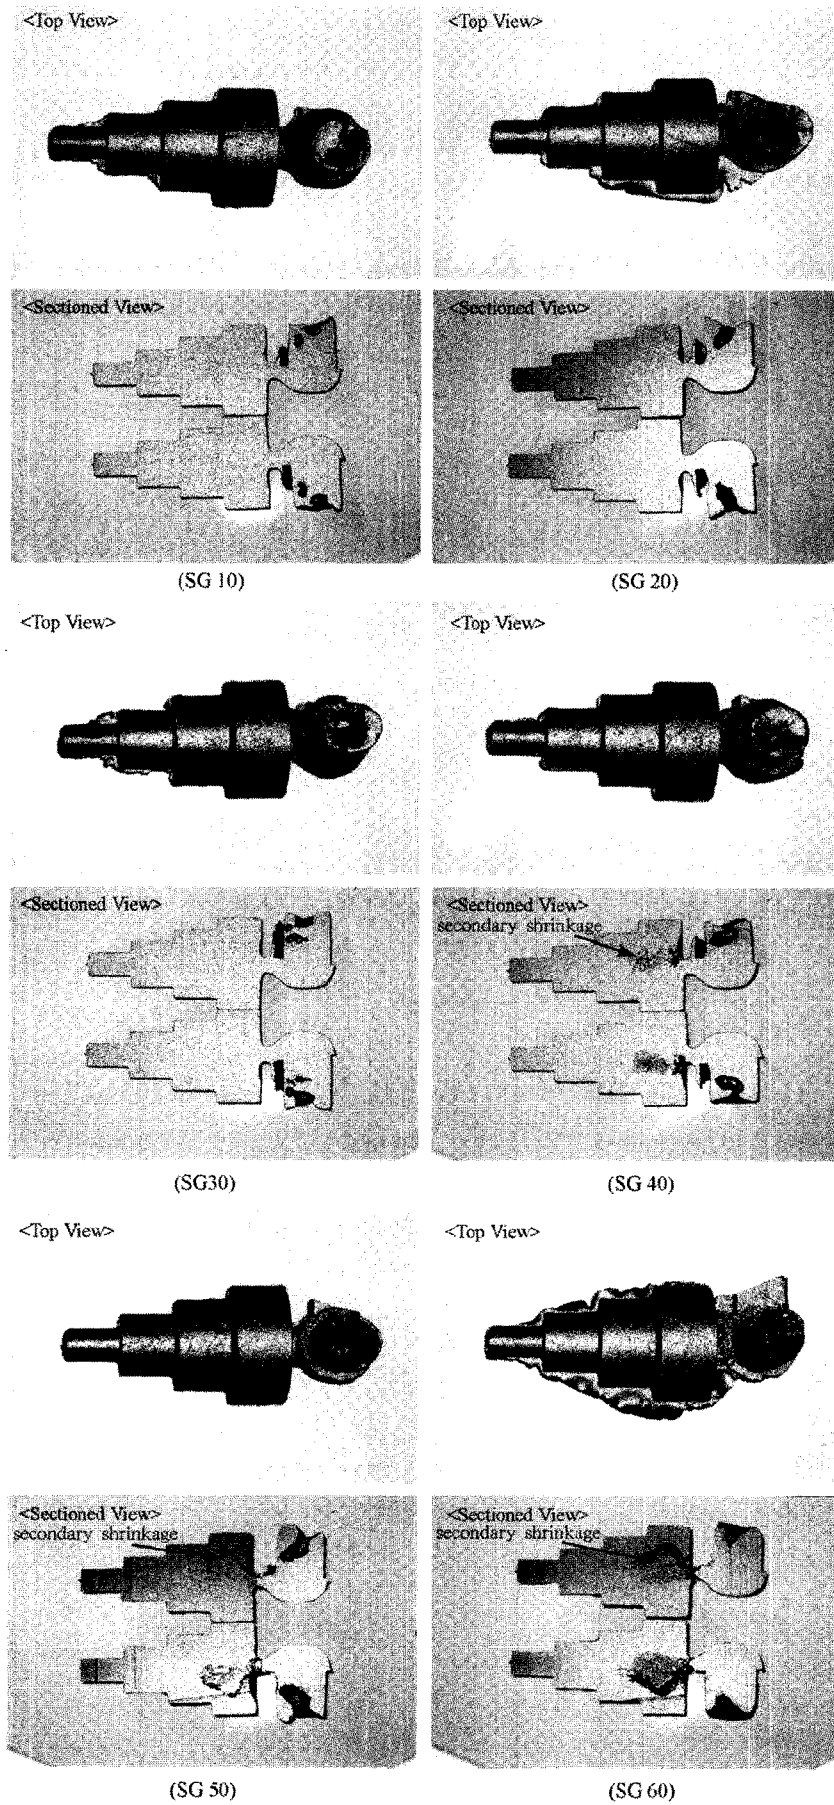 <Top View>
<Top View>
<Sectioned View>
<Sectioned View>
(SG 10)
(SG 20)
<Top View>
<Top View>
<Sectioned View>
<Sectioned View>
secondary shrinkage
(SG30)
(SG 40)
<Top View>
<Top View>
<Sectioned View>
secondary shrinkage
<Sectioned View>
secondary shrinkage
(SG 50)
(SG 60)